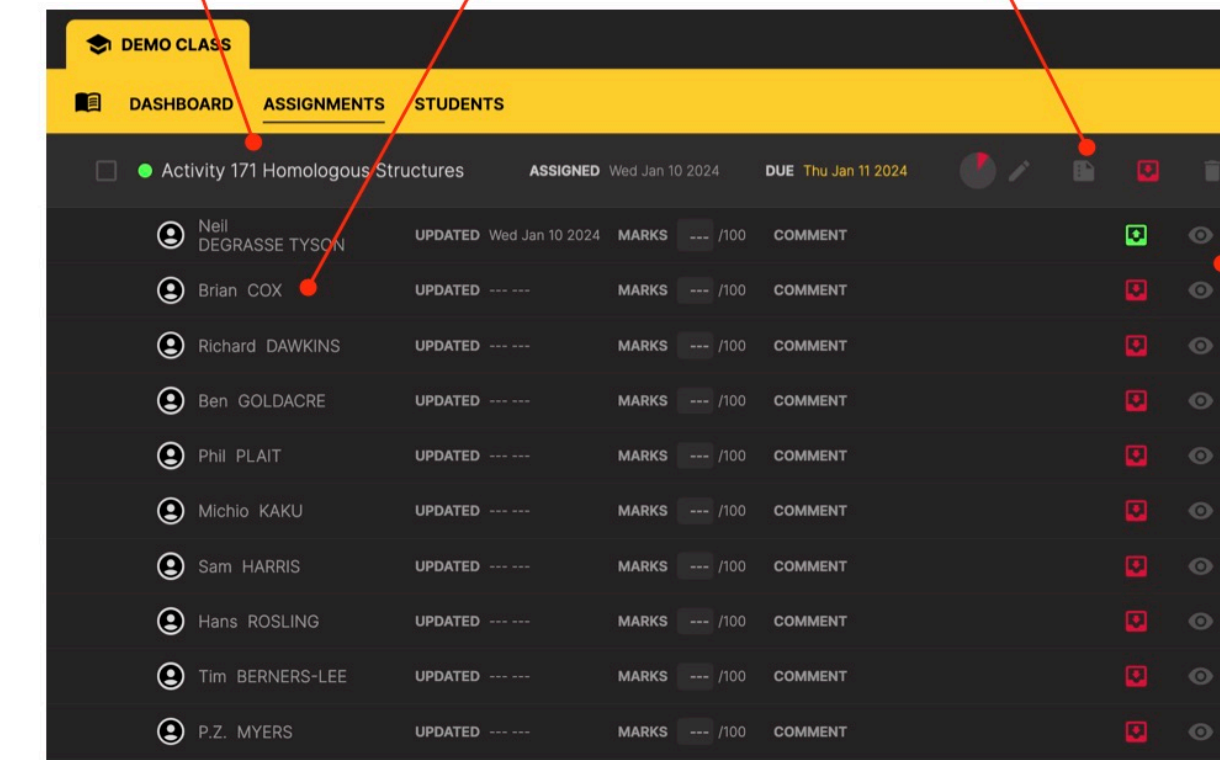 DEMO CLASS
DASHBOARD ASSIGNMENTS STUDENTS
Activity 171 Homologous Structures ASSIGNED Wed Jan 10 2024 DUE Thu Jan 11 2024
Neil
DEGRASSE TYSON UPDATED Wed Jan 10 2024 MARKS --- /100 COMMENT
Brian COX UPDATED --- --- MARKS --- /100 COMMENT
Richard DAWKINS UPDATED --- --- MARKS --- /100 COMMENT
Ben GOLDACRE UPDATED --- --- MARKS --- /100 COMMENT
Phil PLAIT UPDATED --- --- MARKS --- /100 COMMENT
Michio KAKU UPDATED --- --- MARKS --- /100 COMMENT
Sam HARRIS UPDATED --- --- MARKS --- /100 COMMENT
Hans ROSLING UPDATED --- --- MARKS --- /100 COMMENT
Tim BERNERS-LEE UPDATED --- --- MARKS --- /100 COMMENT
P.Z. MYERS UPDATED --- --- MARKS --- /100 COMMENT